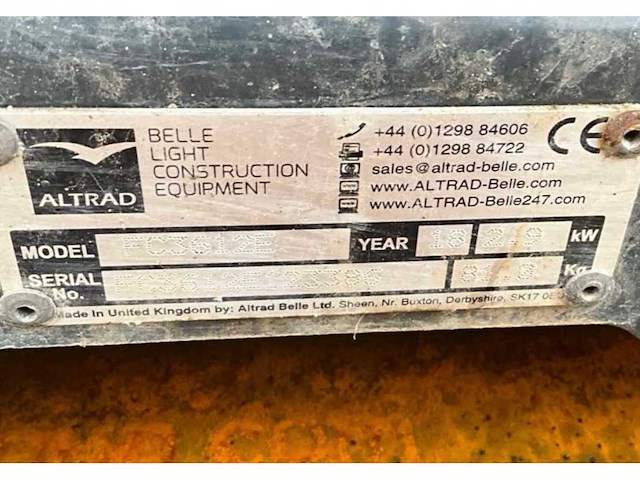 ALTRAD
BELLE
LIGHT
CONSTRUCTION
EQUIPMENT
+44 (0)1298 84606
+44 (0)1298 84722
sales@altrad-belle.com
www.ALTRAD-Belle.com
www.ALTRAD-Belle247.com
CE
MODEL PC3612E YEAR kW
SERIAL No. Kg
Made in United Kingdom by: Altrad Belle Ltd. Sheen, Nr. Buxton, Derbyshire, SK17